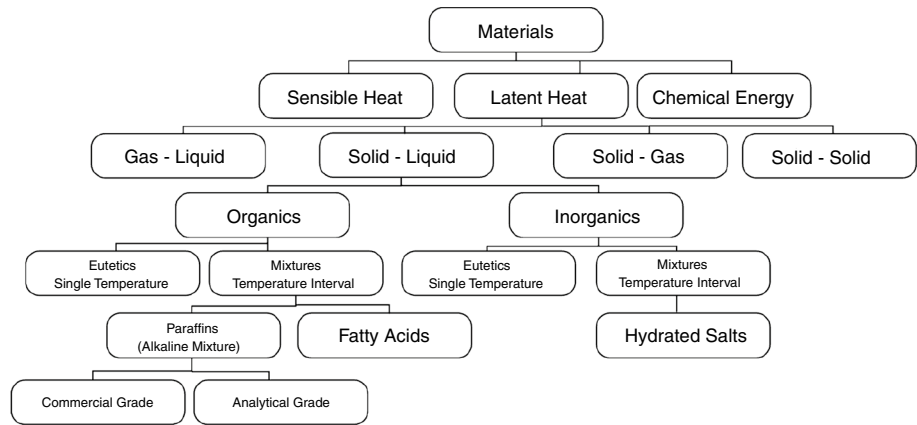 Materials
Sensible Heat
Latent Heat
Chemical Energy
Gas - Liquid
Solid - Liquid
Solid - Gas
Solid - Solid
Organics
Inorganics
Eutetics
Single Temperature
Mixtures
Temperature Interval
Eutetics
Single Temperature
Mixtures
Temperature Interval
Paraffins
(Alkaline Mixture)
Fatty Acids
Hydrated Salts
Commercial Grade
Analytical Grade